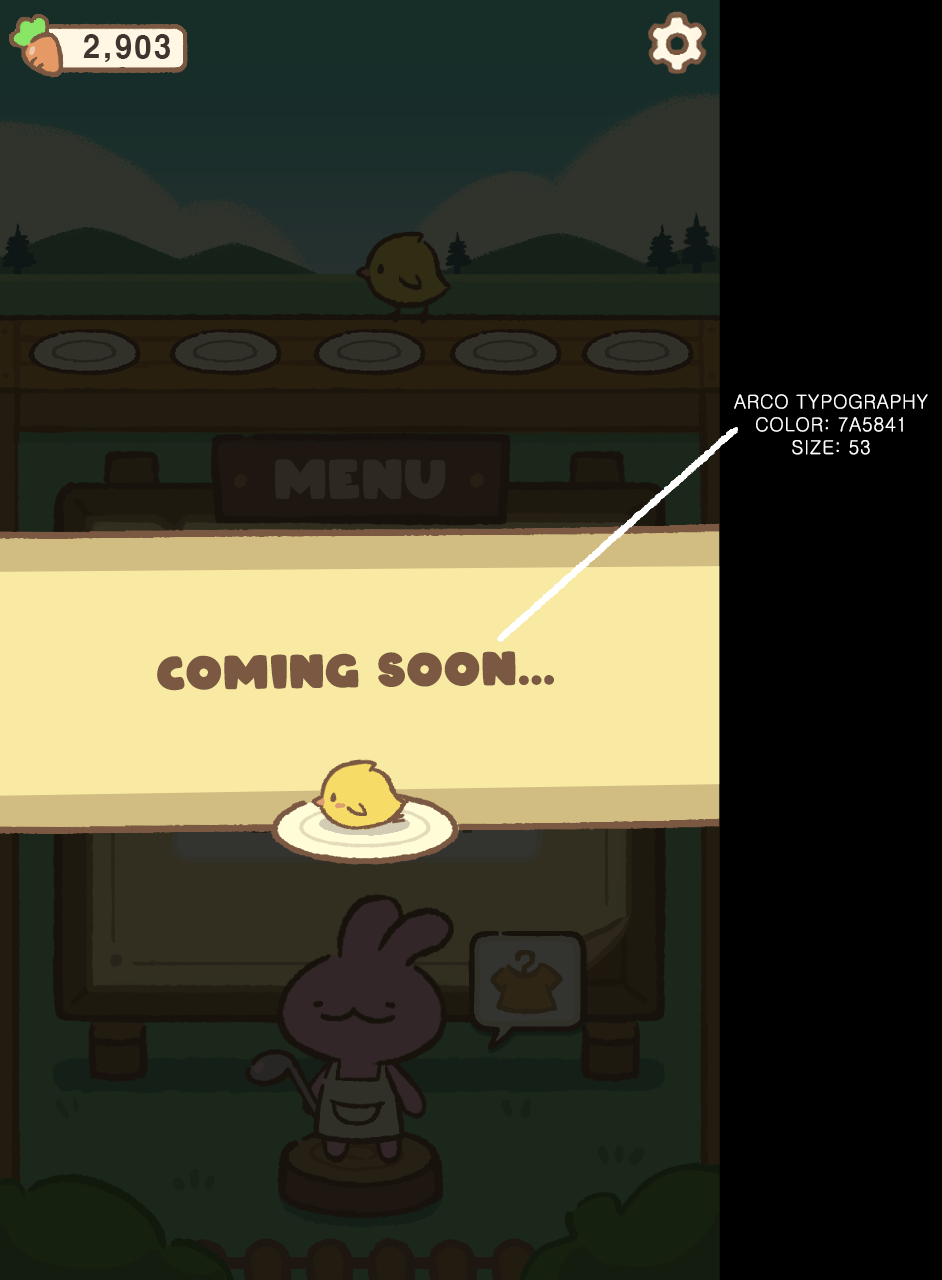 2,903
MENU
ARCO TYPOGRAPHY
COLOR: 7A5841
SIZE: 53
COMING SOON...